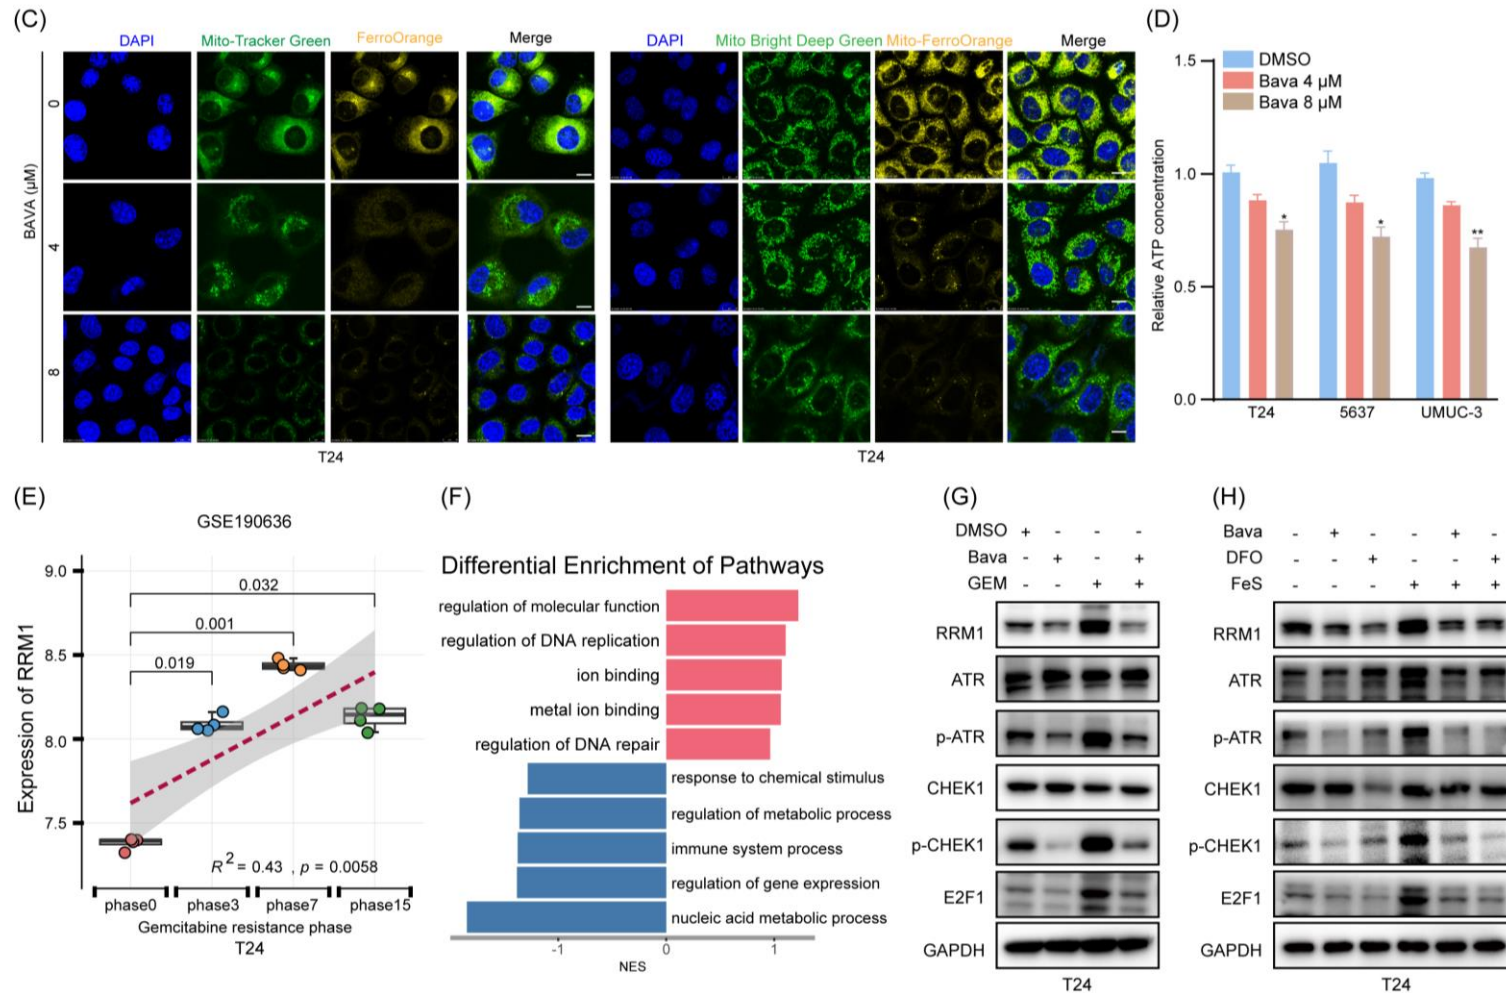 (C)
DAPI Mito-Tracker Green FerroOrange Merge DAPI Mito Bright Deep Green Mito-FerroOrange Merge
BAVA (μM)
0
4
8
T24 T24
(D)
Relative ATP concentration
1.5
1.0
0.5
0.0
DMSO
Bava 4 μM
Bava 8 μM
* * **
T24 5637 UMUC-3
(E)
GSE190636
Expression of RRM1
9.0
8.5
8.0
7.5
0.032
0.001
0.019
R2 = 0.43 , p = 0.0058
phase0 phase3 phase7 phase15
Gemcitabine resistance phase
T24
(F)
Differential Enrichment of Pathways
regulation of molecular function
regulation of DNA replication
ion binding
metal ion binding
regulation of DNA repair
response to chemical stimulus
regulation of metabolic process
immune system process
regulation of gene expression
nucleic acid metabolic process
-1 0 1
NES
(G)
DMSO + - - -
Bava - + - +
GEM - - + +
RRM1
ATR
p-ATR
CHEK1
p-CHEK1
E2F1
GAPDH
T24
(H)
Bava - + - - + -
DFO - - + - - +
FeS - - - + + +
RRM1
ATR
p-ATR
CHEK1
p-CHEK1
E2F1
GAPDH
T24